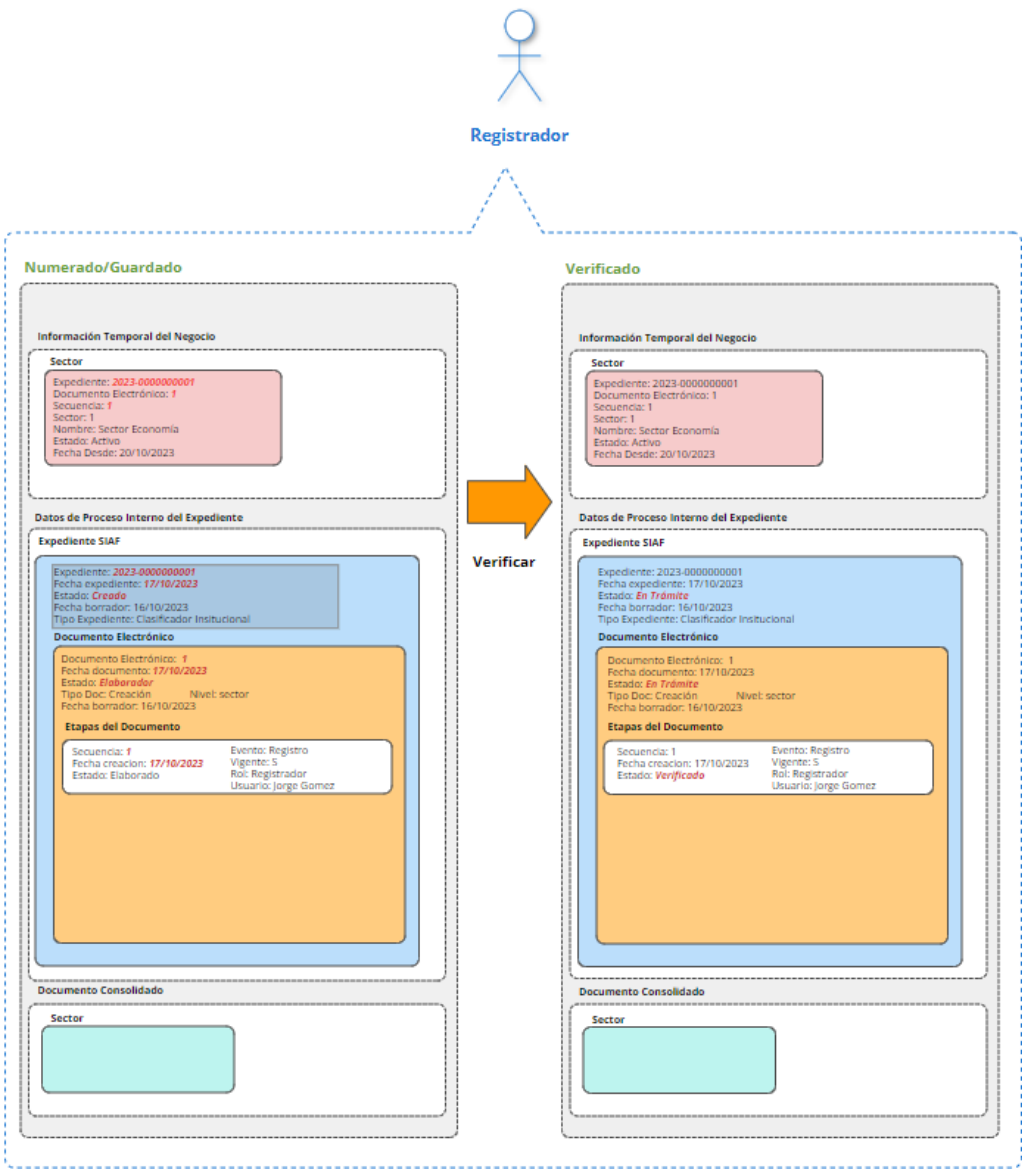 Registrador
Numerado/Guardado
Información Temporal del Negocio
Sector
Expediente: 2023-0000000001
Documento Electrónico: 1
Secuencia: 1
Sector: 1
Nombre: Sector Economía
Estado: Activo
Fecha Desde: 20/10/2023
Datos de Proceso Interno del Expediente
Expediente SIAF
Expediente: 2023-0000000001
Fecha expediente: 17/10/2023
Estado: Creado
Fecha borrador: 16/10/2023
Tipo Expediente: Clasificador Insitucional
Documento Electrónico
Documento Electrónico: 1
Fecha documento: 17/10/2023
Estado: Elaborador
Tipo Doc: Creación Nivel: sector
Fecha borrador: 16/10/2023
Etapas del Documento
Secuencia: 1
Fecha creacion: 17/10/2023
Estado: Elaborado
Evento: Registro
Vigente: S
Rol: Registrador
Usuario: Jorge Gomez
Documento Consolidado
Sector
Verificar
Verificado
Información Temporal del Negocio
Sector
Expediente: 2023-0000000001
Documento Electrónico: 1
Secuencia: 1
Sector: 1
Nombre: Sector Economía
Estado: Activo
Fecha Desde: 20/10/2023
Datos de Proceso Interno del Expediente
Expediente SIAF
Expediente: 2023-0000000001
Fecha expediente: 17/10/2023
Estado: En Trámite
Fecha borrador: 16/10/2023
Tipo Expediente: Clasificador Insitucional
Documento Electrónico
Documento Electrónico: 1
Fecha documento: 17/10/2023
Estado: En Trámite
Tipo Doc: Creación Nivel: sector
Fecha borrador: 16/10/2023
Etapas del Documento
Secuencia: 1
Fecha creacion: 17/10/2023
Estado: Verificado
Evento: Registro
Vigente: S
Rol: Registrador
Usuario: Jorge Gomez
Documento Consolidado
Sector